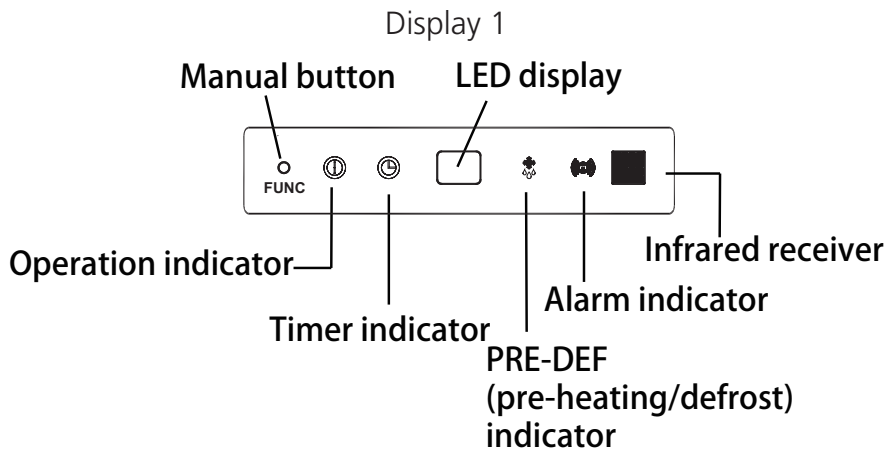 Display 1
Manual button
LED display
FUNC
Infrared receiver
Operation indicator
Alarm indicator
Timer indicator
PRE-DEF
(pre-heating/defrost)
indicator